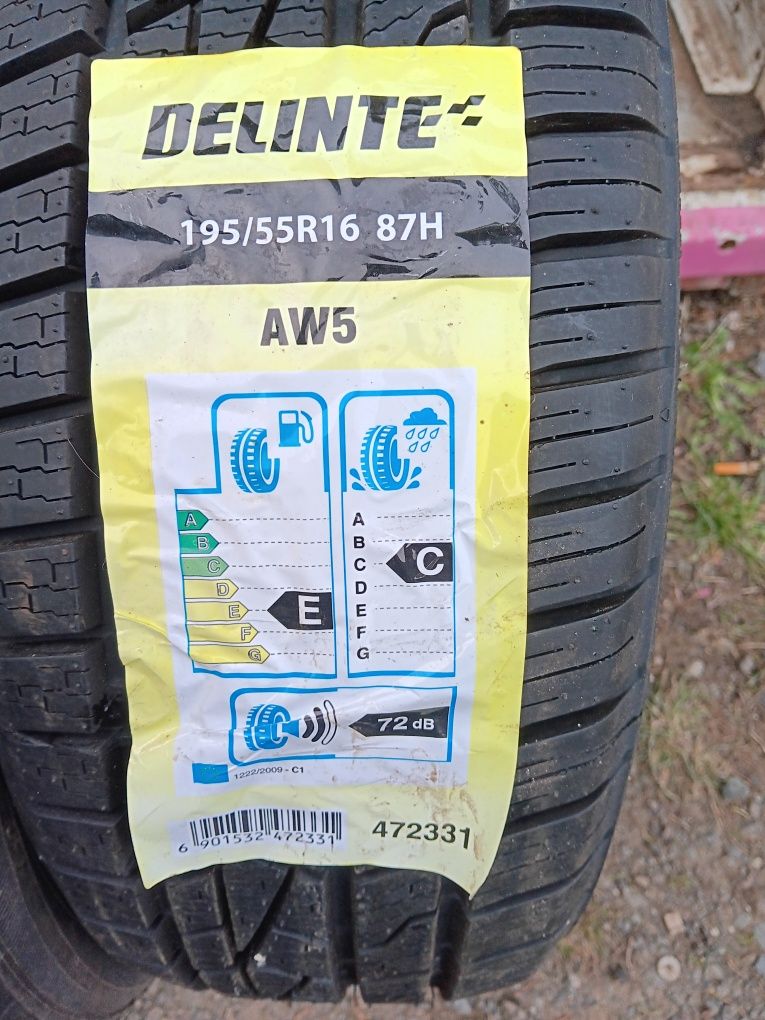 DELINTE
195/55R16 87H
AW5
A
B
C
D
E
F
G
E
A
B
C
D
E
F
G
C
72 dB
1222/2009 - C1
6 901532 472331
472331